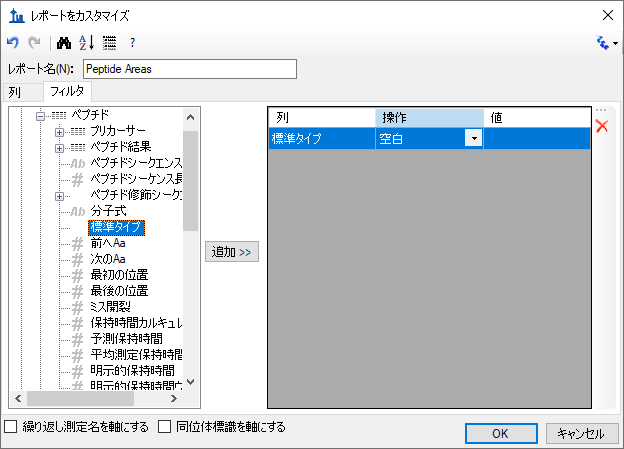 レポートをカスタマイズ
A Z
?
レポート名(N): Peptide Areas
列 フィルタ
ペプチド
プリカーサー
ペプチド結果
Ab ペプチドシークエンス
# ペプチドシーケンス長
ペプチド修飾シークエ
Ab 分子式
標準タイプ
# 前へAa
# 次のAa
# 最初の位置
# 最後の位置
# ミス開裂
# 保持時間カルキュレ
# 予測保持時間
# 平均測定保持時間
# 明示的保持時間
# 明示的保持時間ウ
追加 >>
列 操作 値
標準タイプ 空白
繰り返し測定名を軸にする 同位体標識を軸にする
OK キャンセル